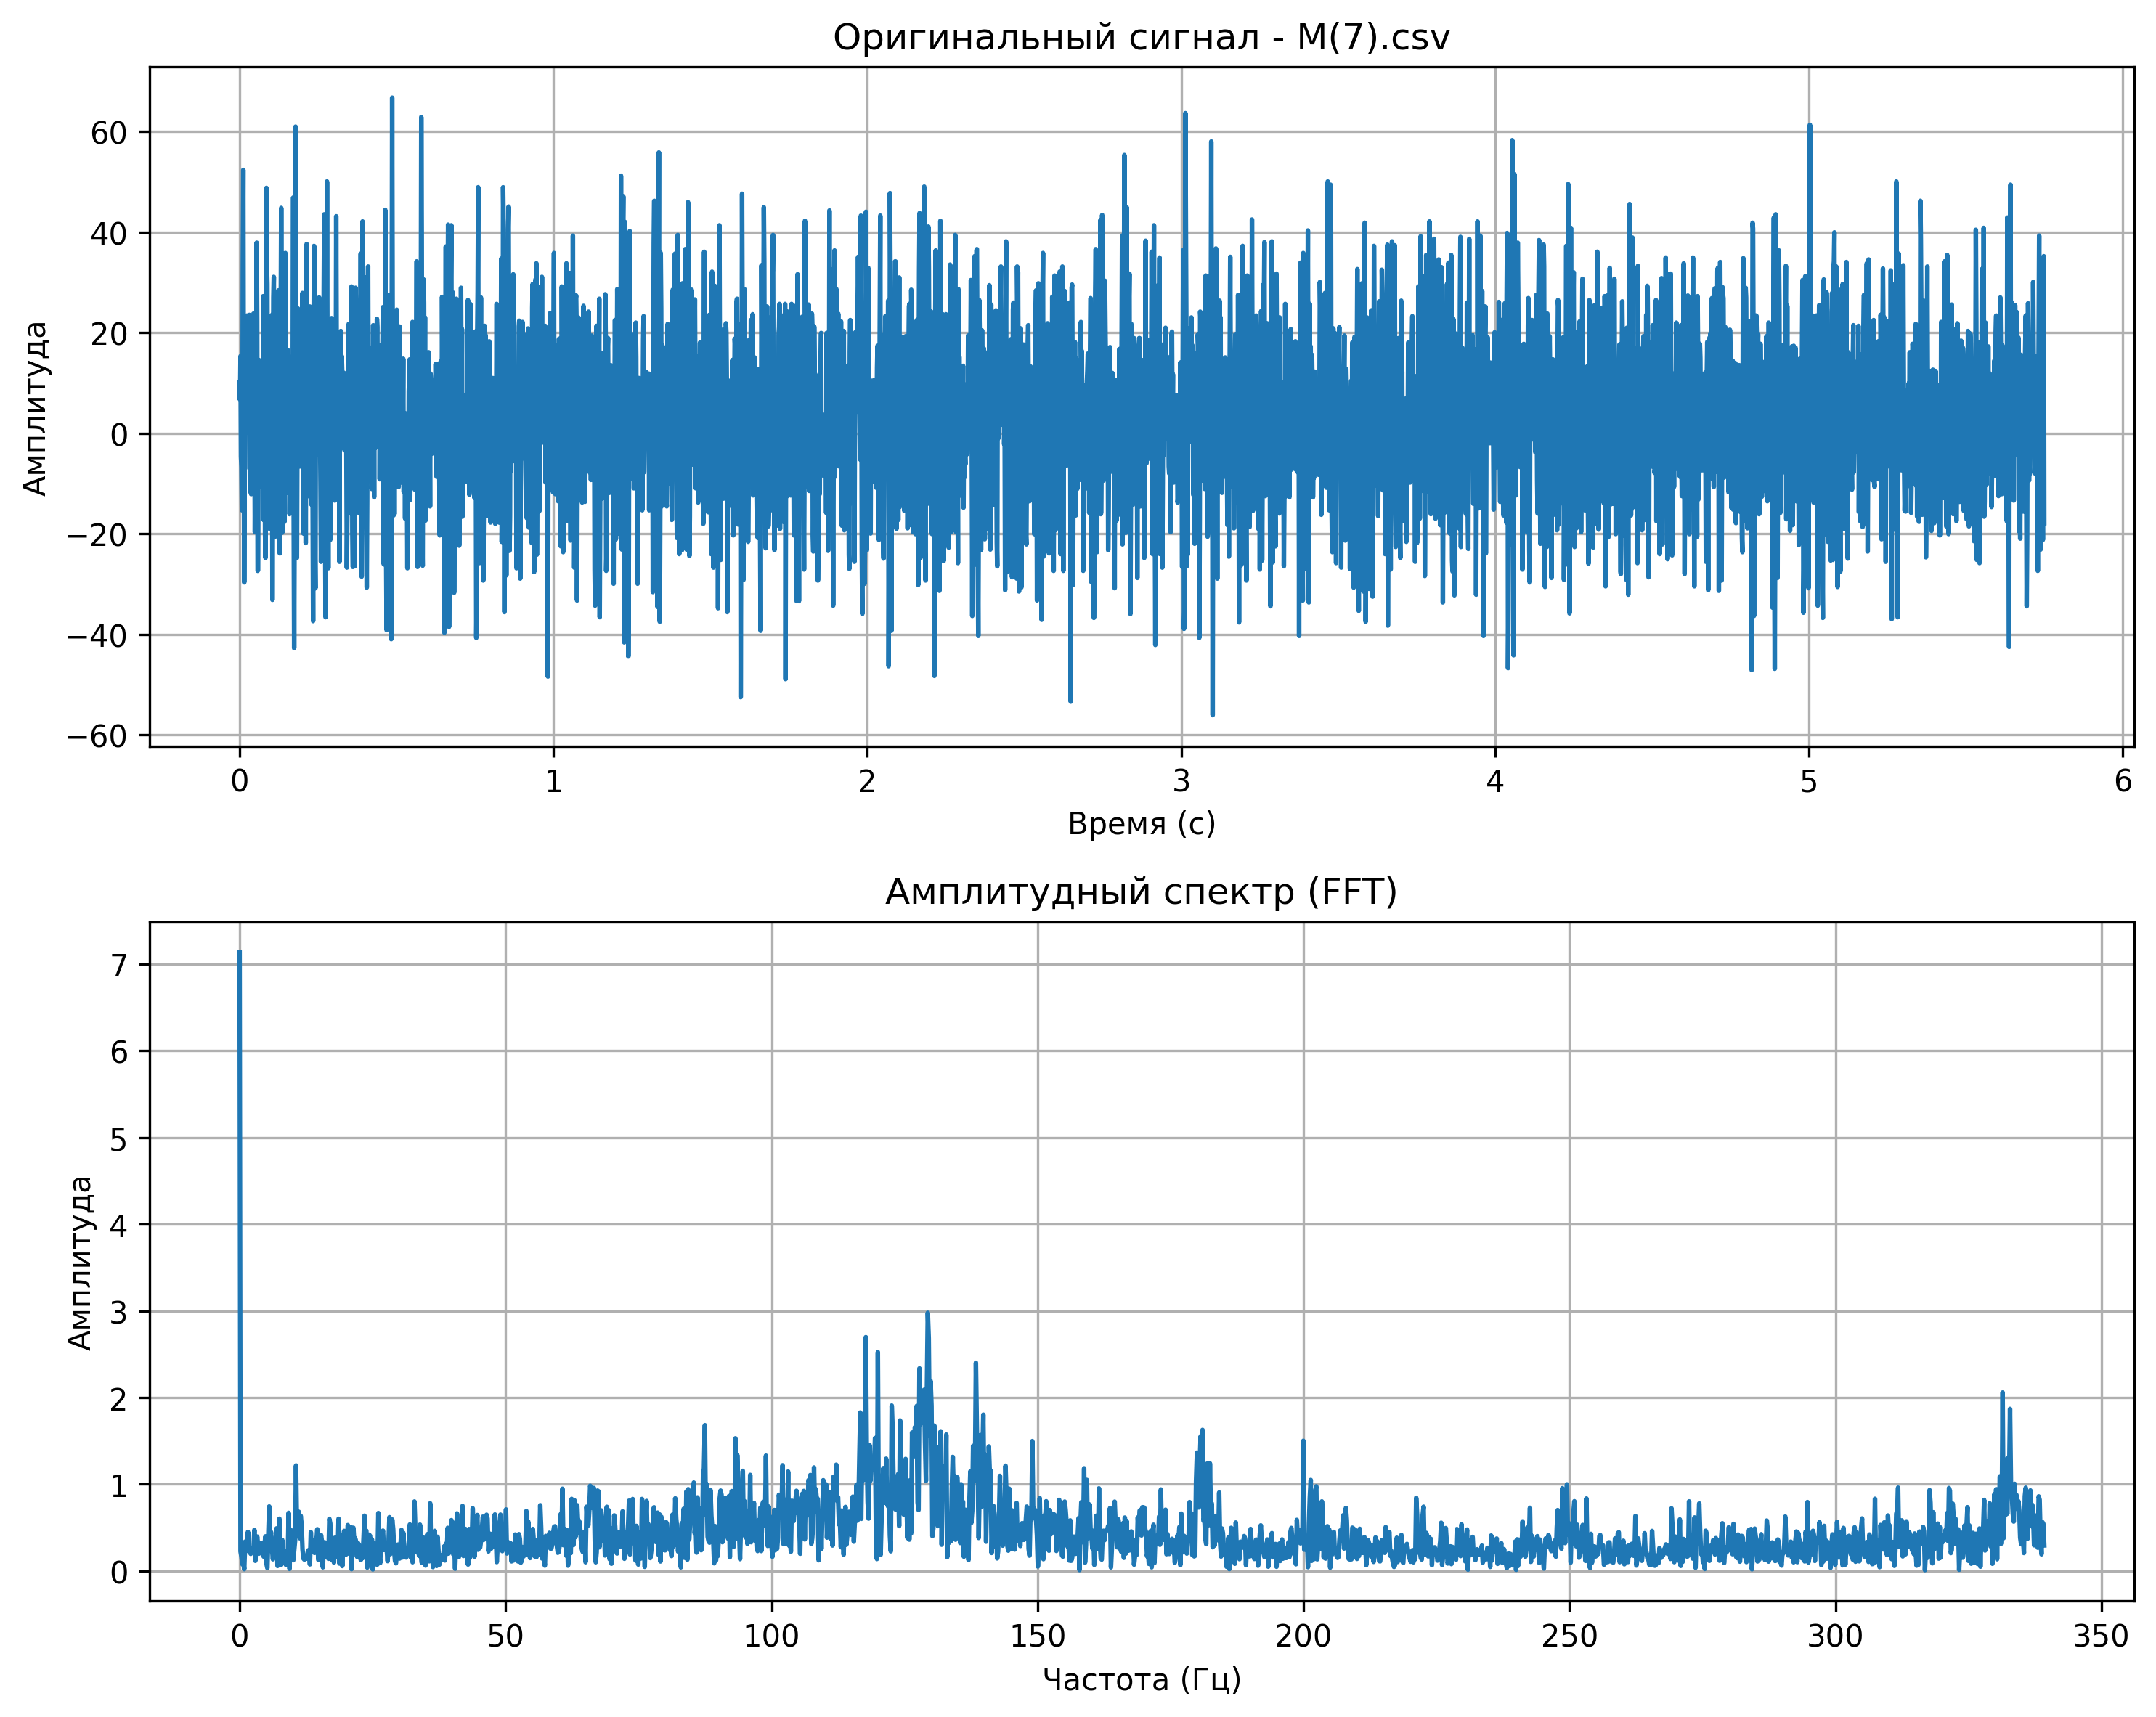 Оригинальный сигнал - M(7).csv
60
40
20
0
−20
−40
−60
Амплитуда
0 1 2 3 4 5 6
Время (с)
Амплитудный спектр (FFT)
7
6
5
4
3
2
1
0
Амплитуда
0 50 100 150 200 250 300 350
Частота (Гц)